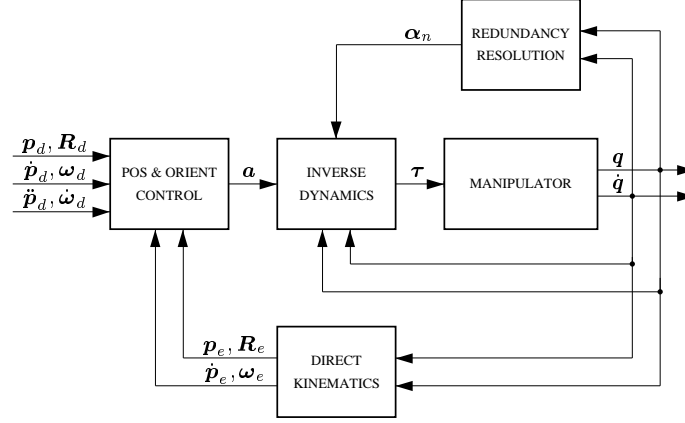 αₙ
REDUNDANCY
RESOLUTION
p_d, R_d
ṗ_d, ω_d
p̈_d, ω̇_d
POS & ORIENT
CONTROL
a
INVERSE
DYNAMICS
τ
MANIPULATOR
q
q̇
p_e, R_e
ṗ_e, ω_e
DIRECT
KINEMATICS